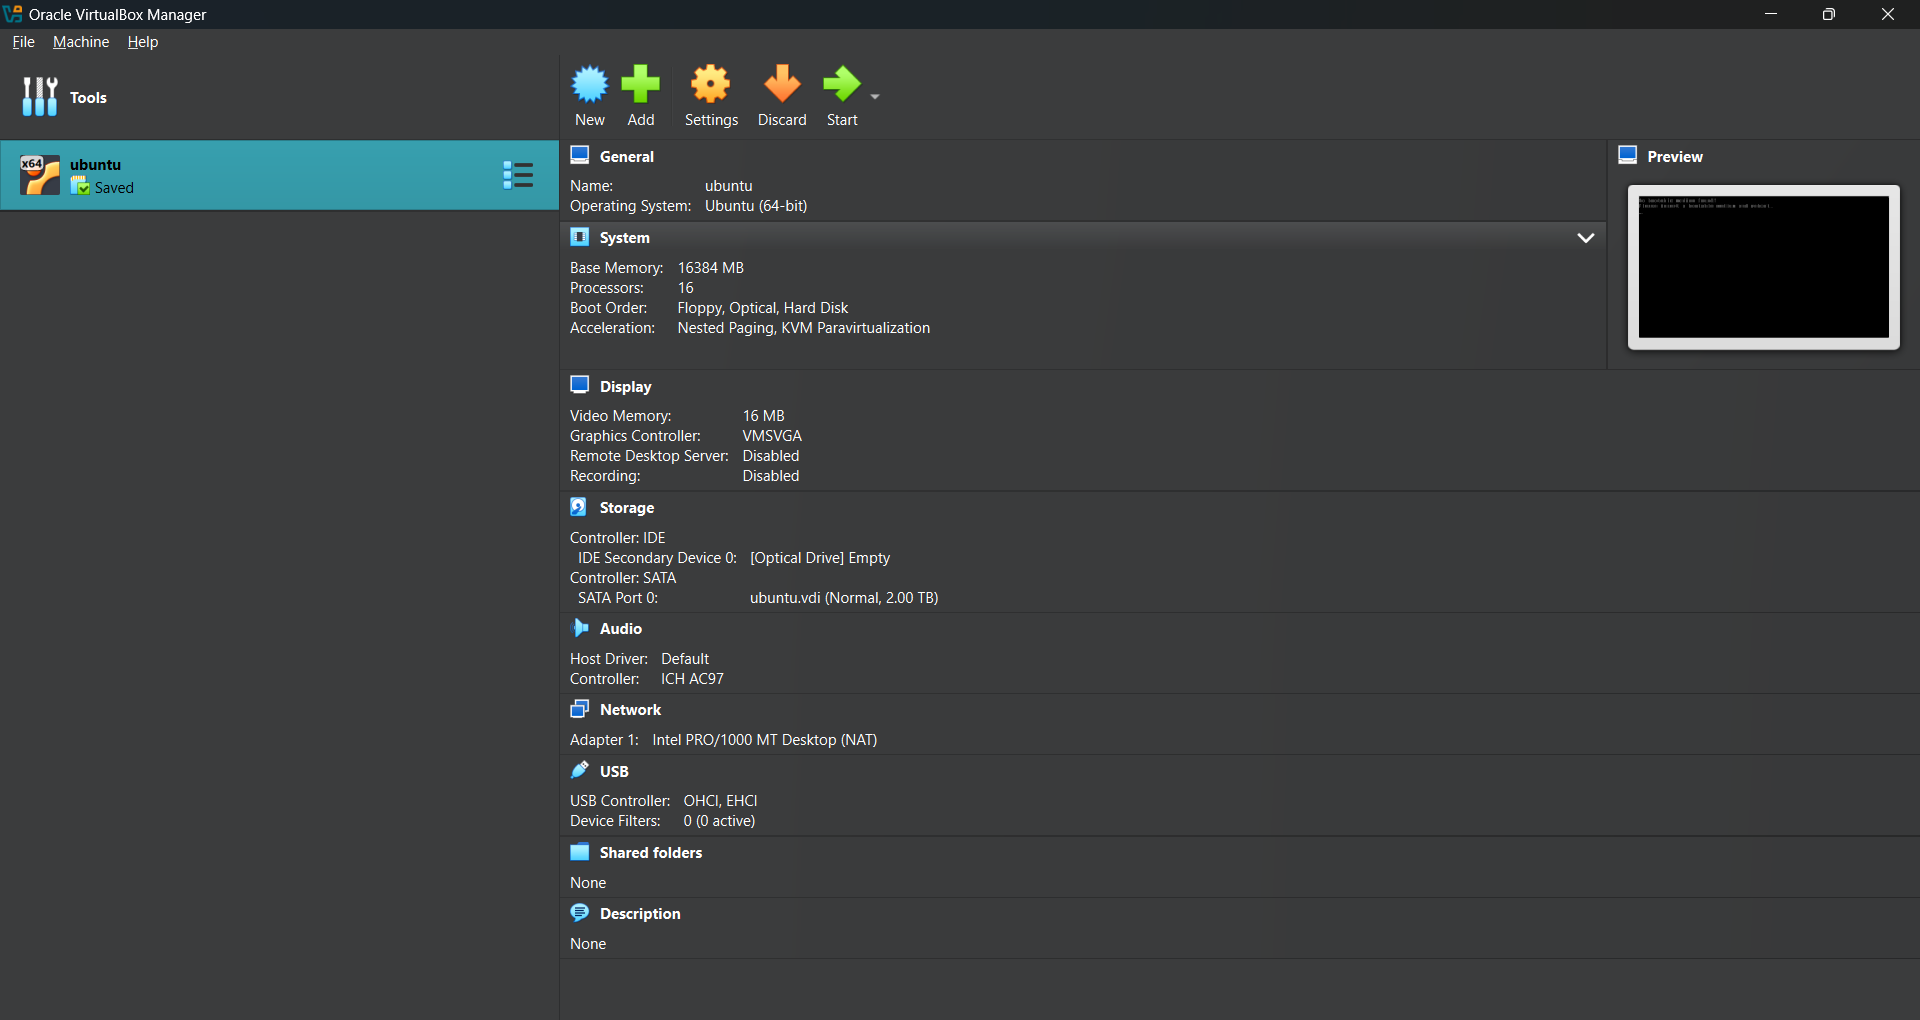 Oracle VirtualBox Manager
File Machine Help
Tools
New Add Settings Discard Start
x64
ubuntu
Saved
General
Name: ubuntu
Operating System: Ubuntu (64-bit)
System
Base Memory: 16384 MB
Processors: 16
Boot Order: Floppy, Optical, Hard Disk
Acceleration: Nested Paging, KVM Paravirtualization
Preview
Display
Video Memory: 16 MB
Graphics Controller: VMSVGA
Remote Desktop Server: Disabled
Recording: Disabled
Storage
Controller: IDE
IDE Secondary Device 0: [Optical Drive] Empty
Controller: SATA
SATA Port 0: ubuntu.vdi (Normal, 2.00 TB)
Audio
Host Driver: Default
Controller: ICH AC97
Network
Adapter 1: Intel PRO/1000 MT Desktop (NAT)
USB
USB Controller: OHCI, EHCI
Device Filters: 0 (0 active)
Shared folders
None
Description
None